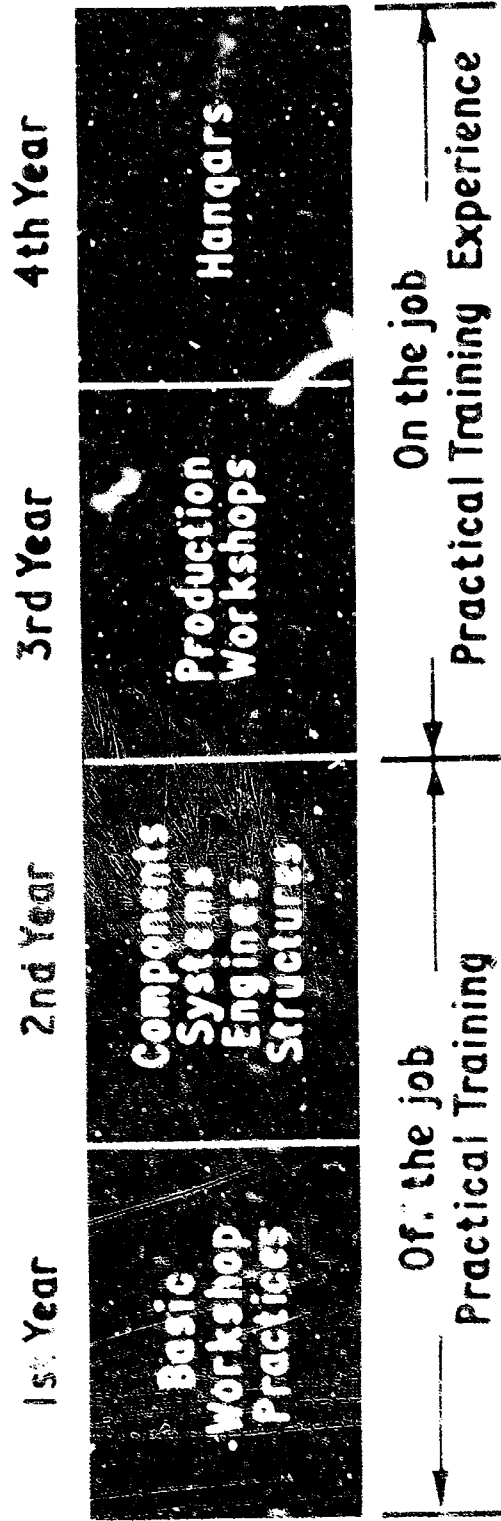 1st Year
2nd Year
3rd Year
4th Year
Basic
Workshop
Practices
Components
Systems
Engines
Structures
Production
Workshops
Hangars
Off the job
Practical Training
On the job
Practical Training Experience